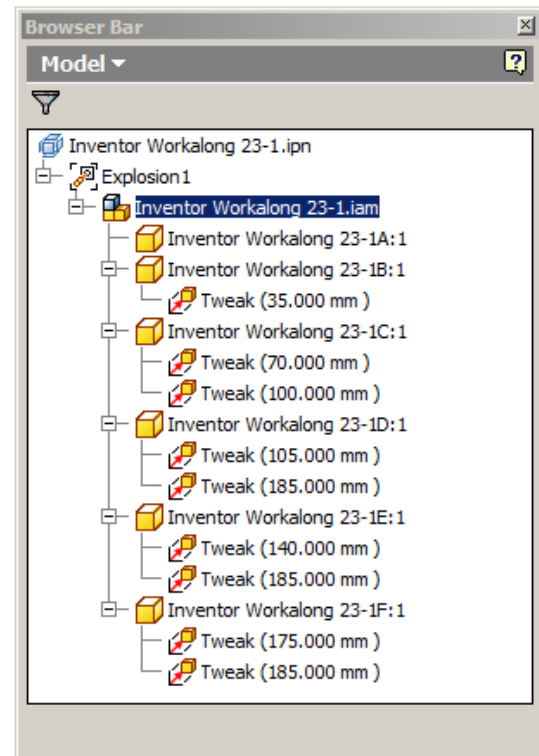 Browser Bar
Model
Inventor Workalong 23-1.ipn
Explosion1
Inventor Workalong 23-1.iam
Inventor Workalong 23-1A:1
Inventor Workalong 23-1B:1
Tweak (35.000 mm )
Inventor Workalong 23-1C:1
Tweak (70.000 mm )
Tweak (100.000 mm )
Inventor Workalong 23-1D:1
Tweak (105.000 mm )
Tweak (185.000 mm )
Inventor Workalong 23-1E:1
Tweak (140.000 mm )
Tweak (185.000 mm )
Inventor Workalong 23-1F:1
Tweak (175.000 mm )
Tweak (185.000 mm )